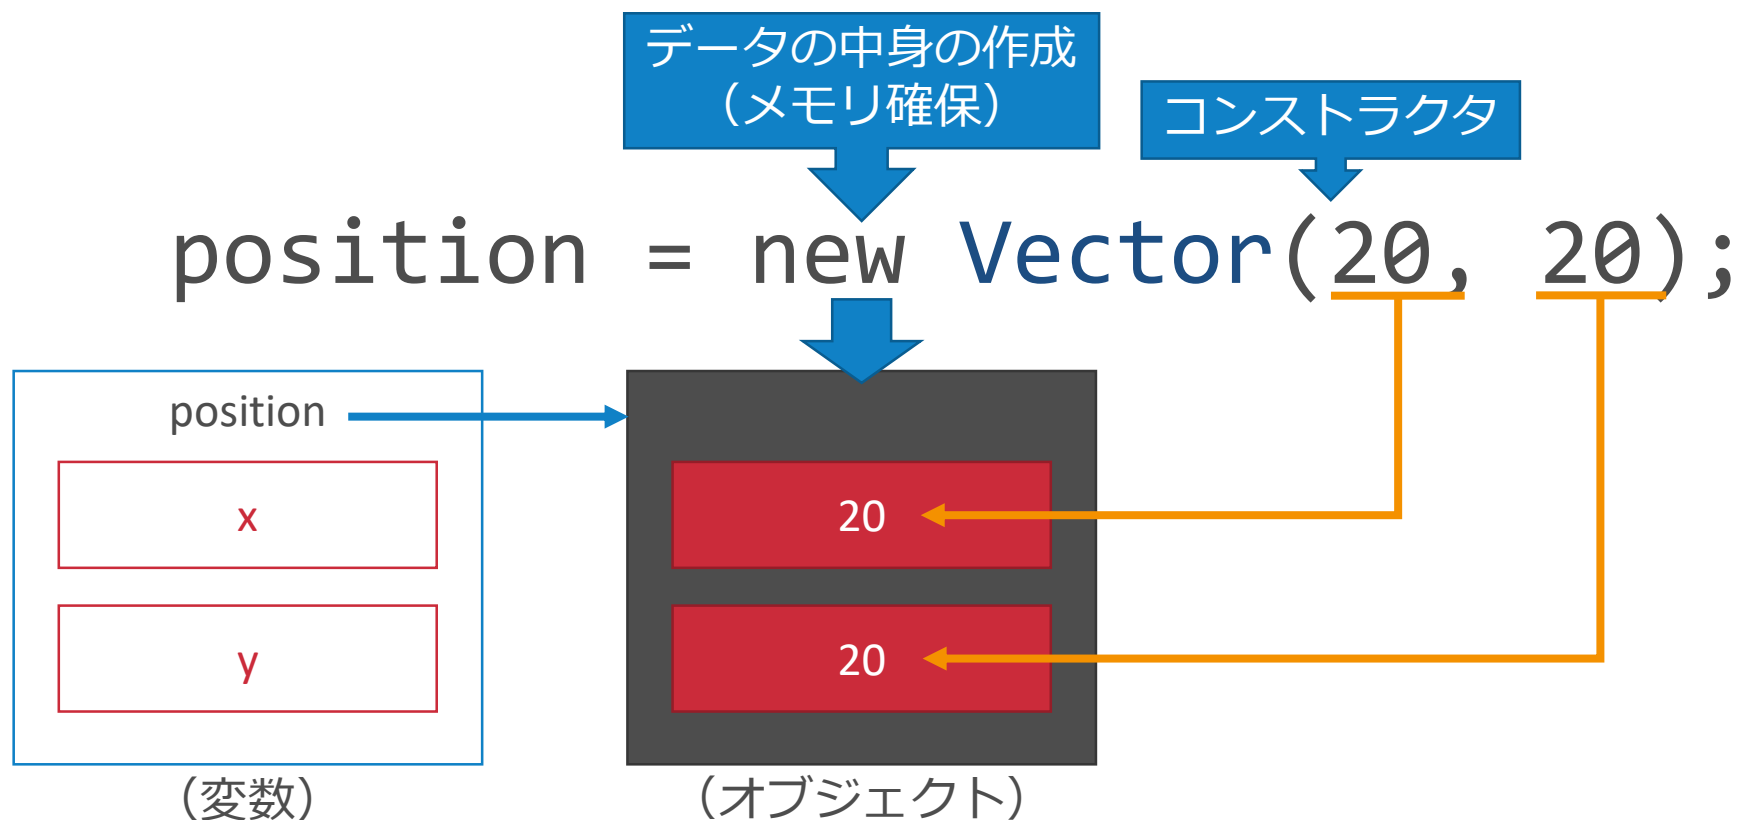 データの中身の作成
（メモリ確保）
コンストラクタ
position = new Vector(20, 20);
position
x
20
y
20
（変数）
（オブジェクト）